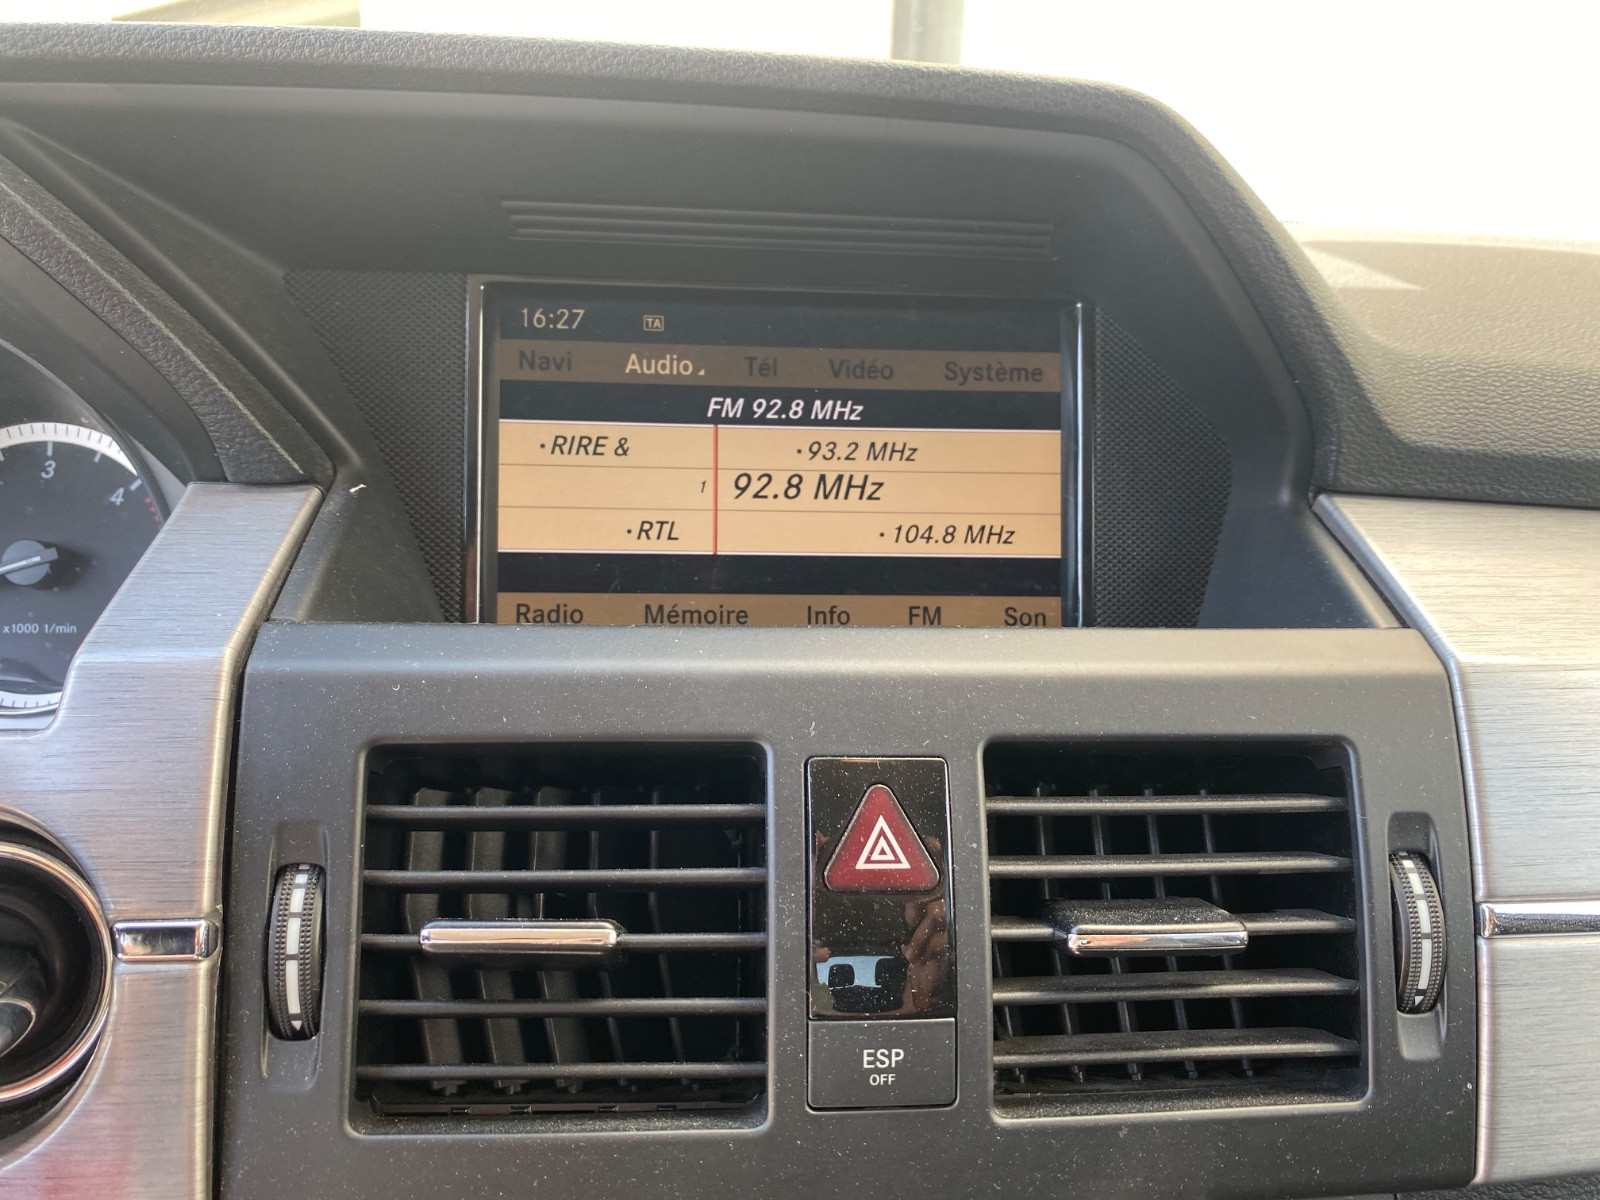 16:27 TA
Navi Audio Tél Vidéo Système
FM 92.8 MHz
•RIRE & •93.2 MHz
1 92.8 MHz
•RTL •104.8 MHz
Radio Mémoire Info FM Son
3
4
x1000 1/min
ESP
OFF